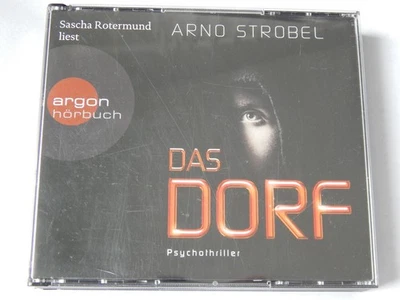 Sascha Rotermund
liest
ARNO STROBEL
argon
hörbuch
DAS
DORF
Psychothriller